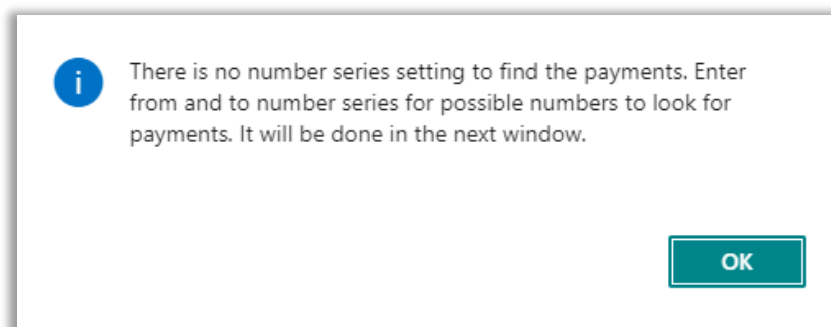 i
There is no number series setting to find the payments. Enter
from and to number series for possible numbers to look for
payments. It will be done in the next window.
OK